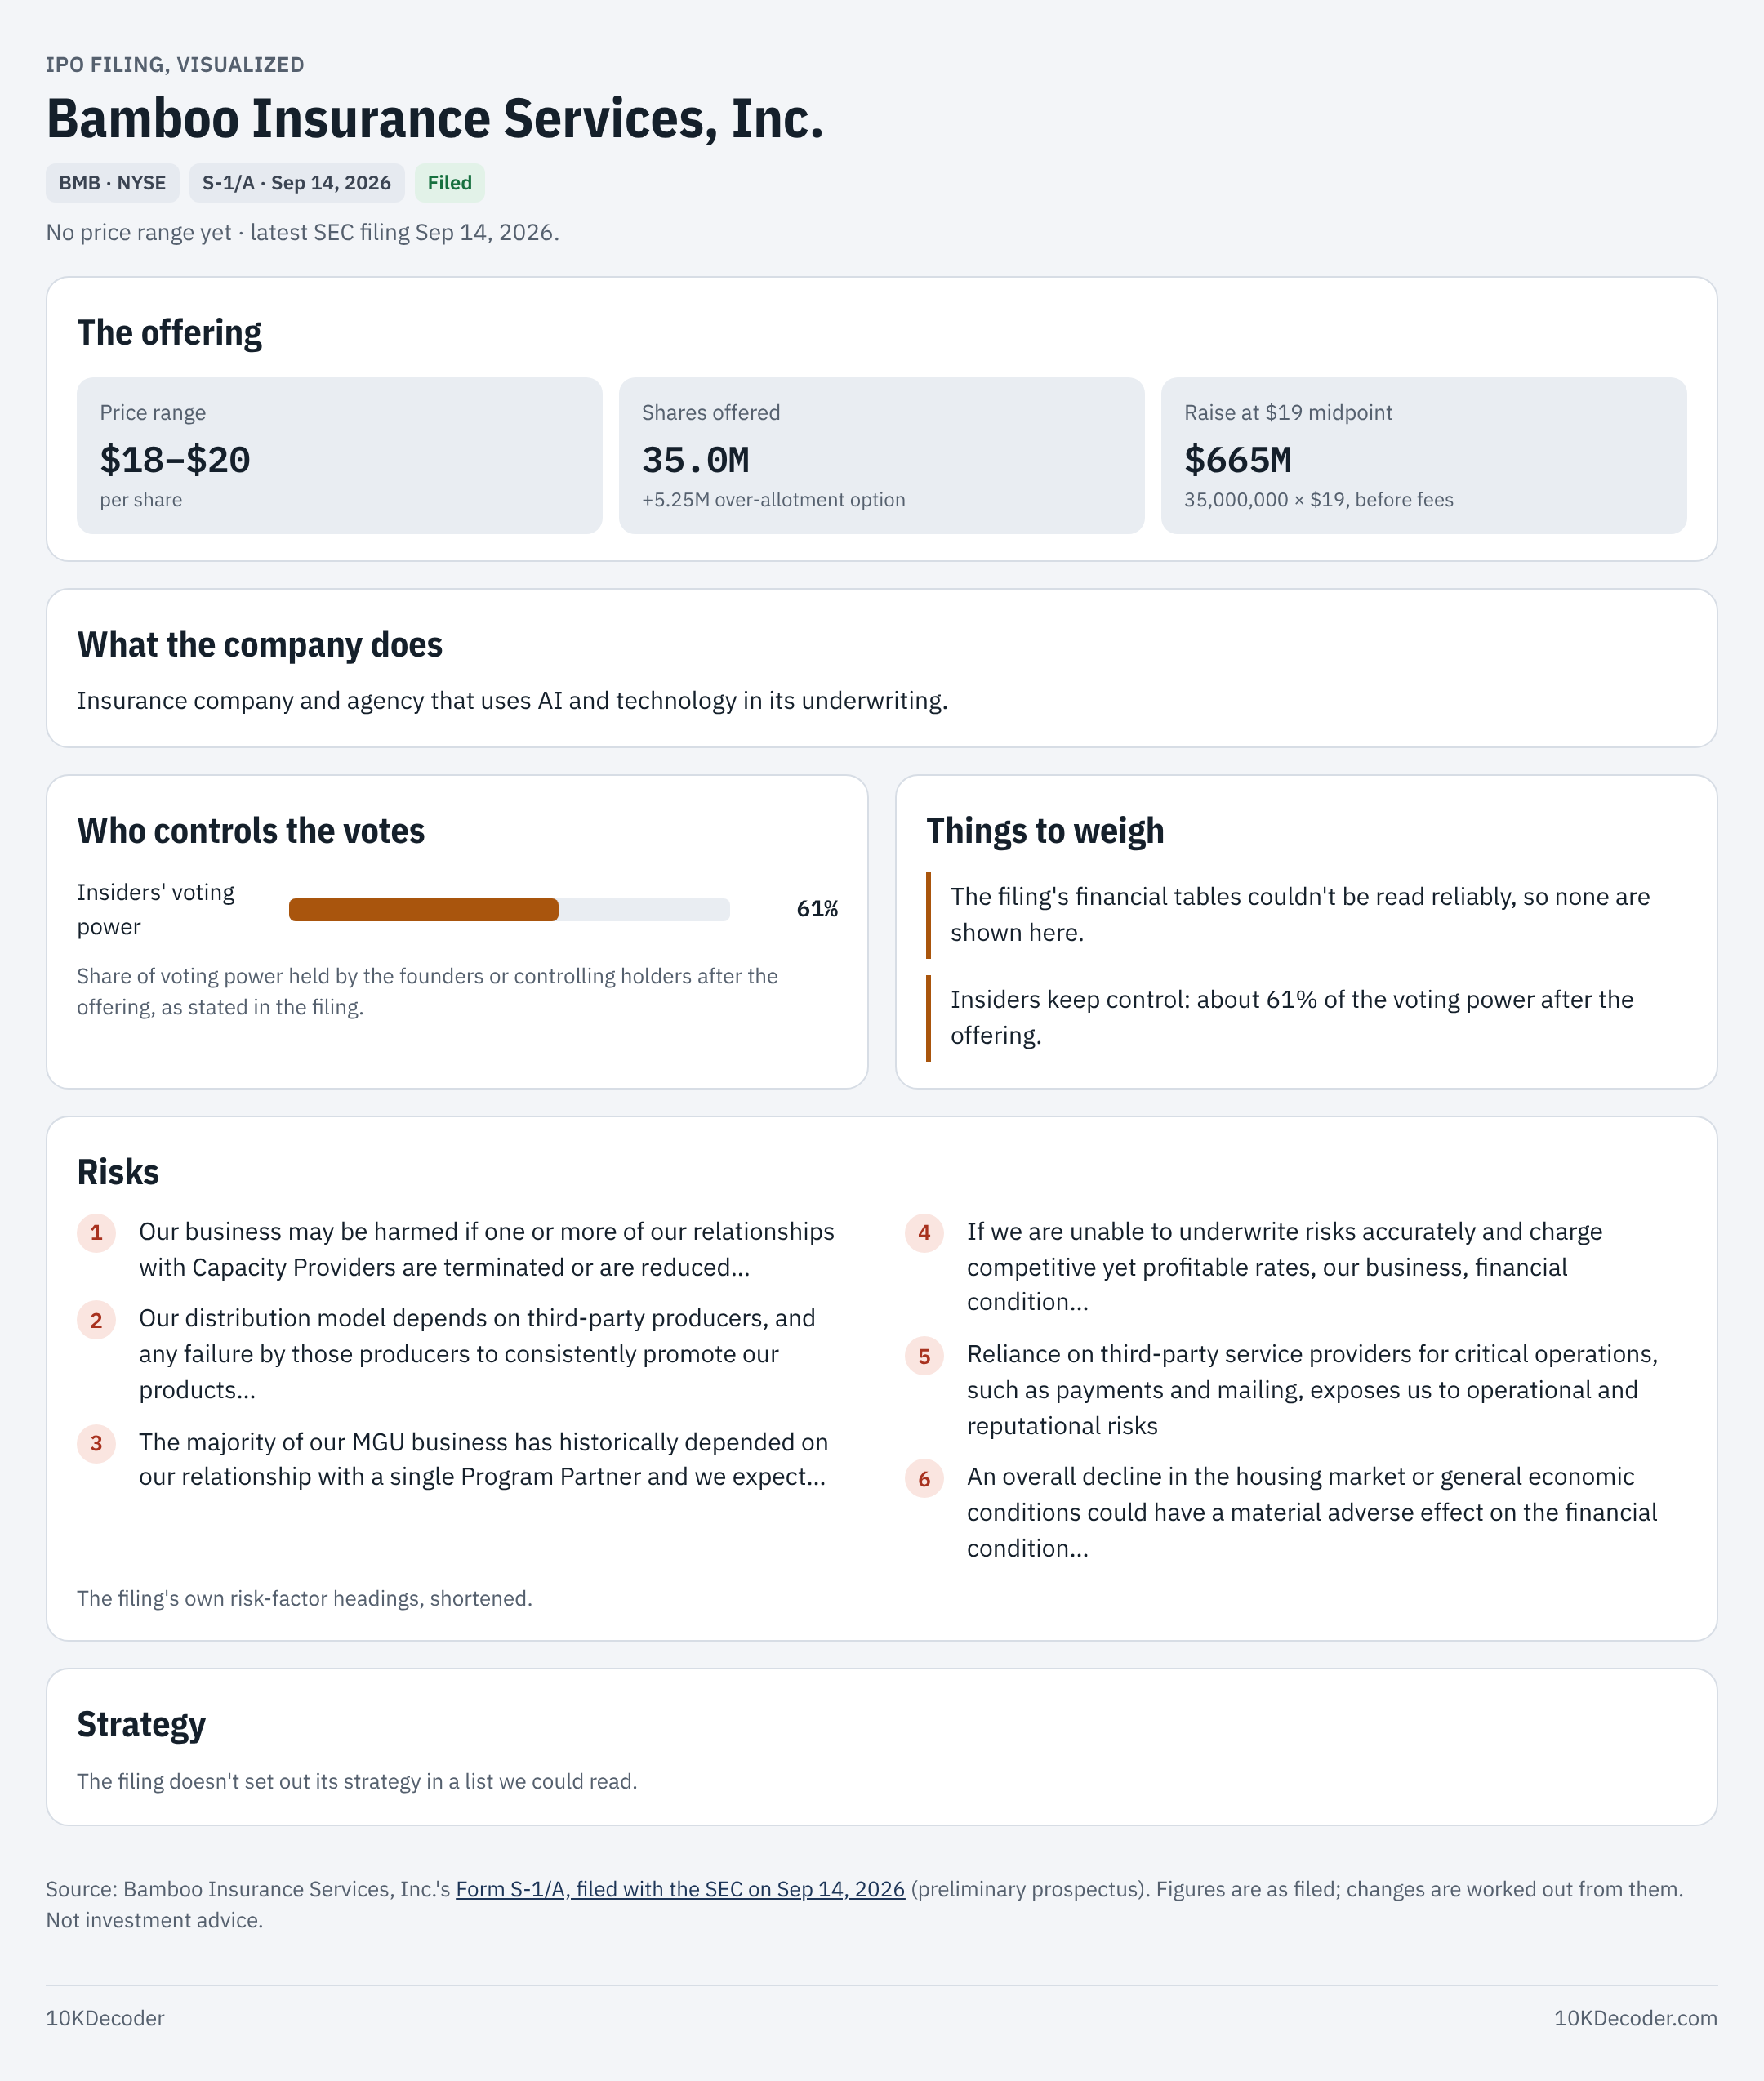 IPO FILING, VISUALIZED
Bamboo Insurance Services, Inc.
BMB · NYSE
S-1/A · Sep 14, 2026
Filed
No price range yet · latest SEC filing Sep 14, 2026.
The offering
Price range
$18–$20
per share
Shares offered
35.0M
+5.25M over-allotment option
Raise at $19 midpoint
$665M
35,000,000 × $19, before fees
What the company does
Insurance company and agency that uses AI and technology in its underwriting.
Who controls the votes
Insiders' voting
power
61%
Share of voting power held by the founders or controlling holders after the
offering, as stated in the filing.
Things to weigh
The filing's financial tables couldn't be read reliably, so none are
shown here.
Insiders keep control: about 61% of the voting power after the
offering.
Risks
1 Our business may be harmed if one or more of our relationships
with Capacity Providers are terminated or are reduced...
2 Our distribution model depends on third-party producers, and
any failure by those producers to consistently promote our
products...
3 The majority of our MGU business has historically depended on
our relationship with a single Program Partner and we expect...
4 If we are unable to underwrite risks accurately and charge
competitive yet profitable rates, our business, financial
condition...
5 Reliance on third-party service providers for critical operations,
such as payments and mailing, exposes us to operational and
reputational risks
6 An overall decline in the housing market or general economic
conditions could have a material adverse effect on the financial
condition...
The filing's own risk-factor headings, shortened.
Strategy
The filing doesn't set out its strategy in a list we could read.
Source: Bamboo Insurance Services, Inc.'s Form S-1/A, filed with the SEC on Sep 14, 2026 (preliminary prospectus). Figures are as filed; changes are worked out from them.
Not investment advice.
10KDecoder
10KDecoder.com